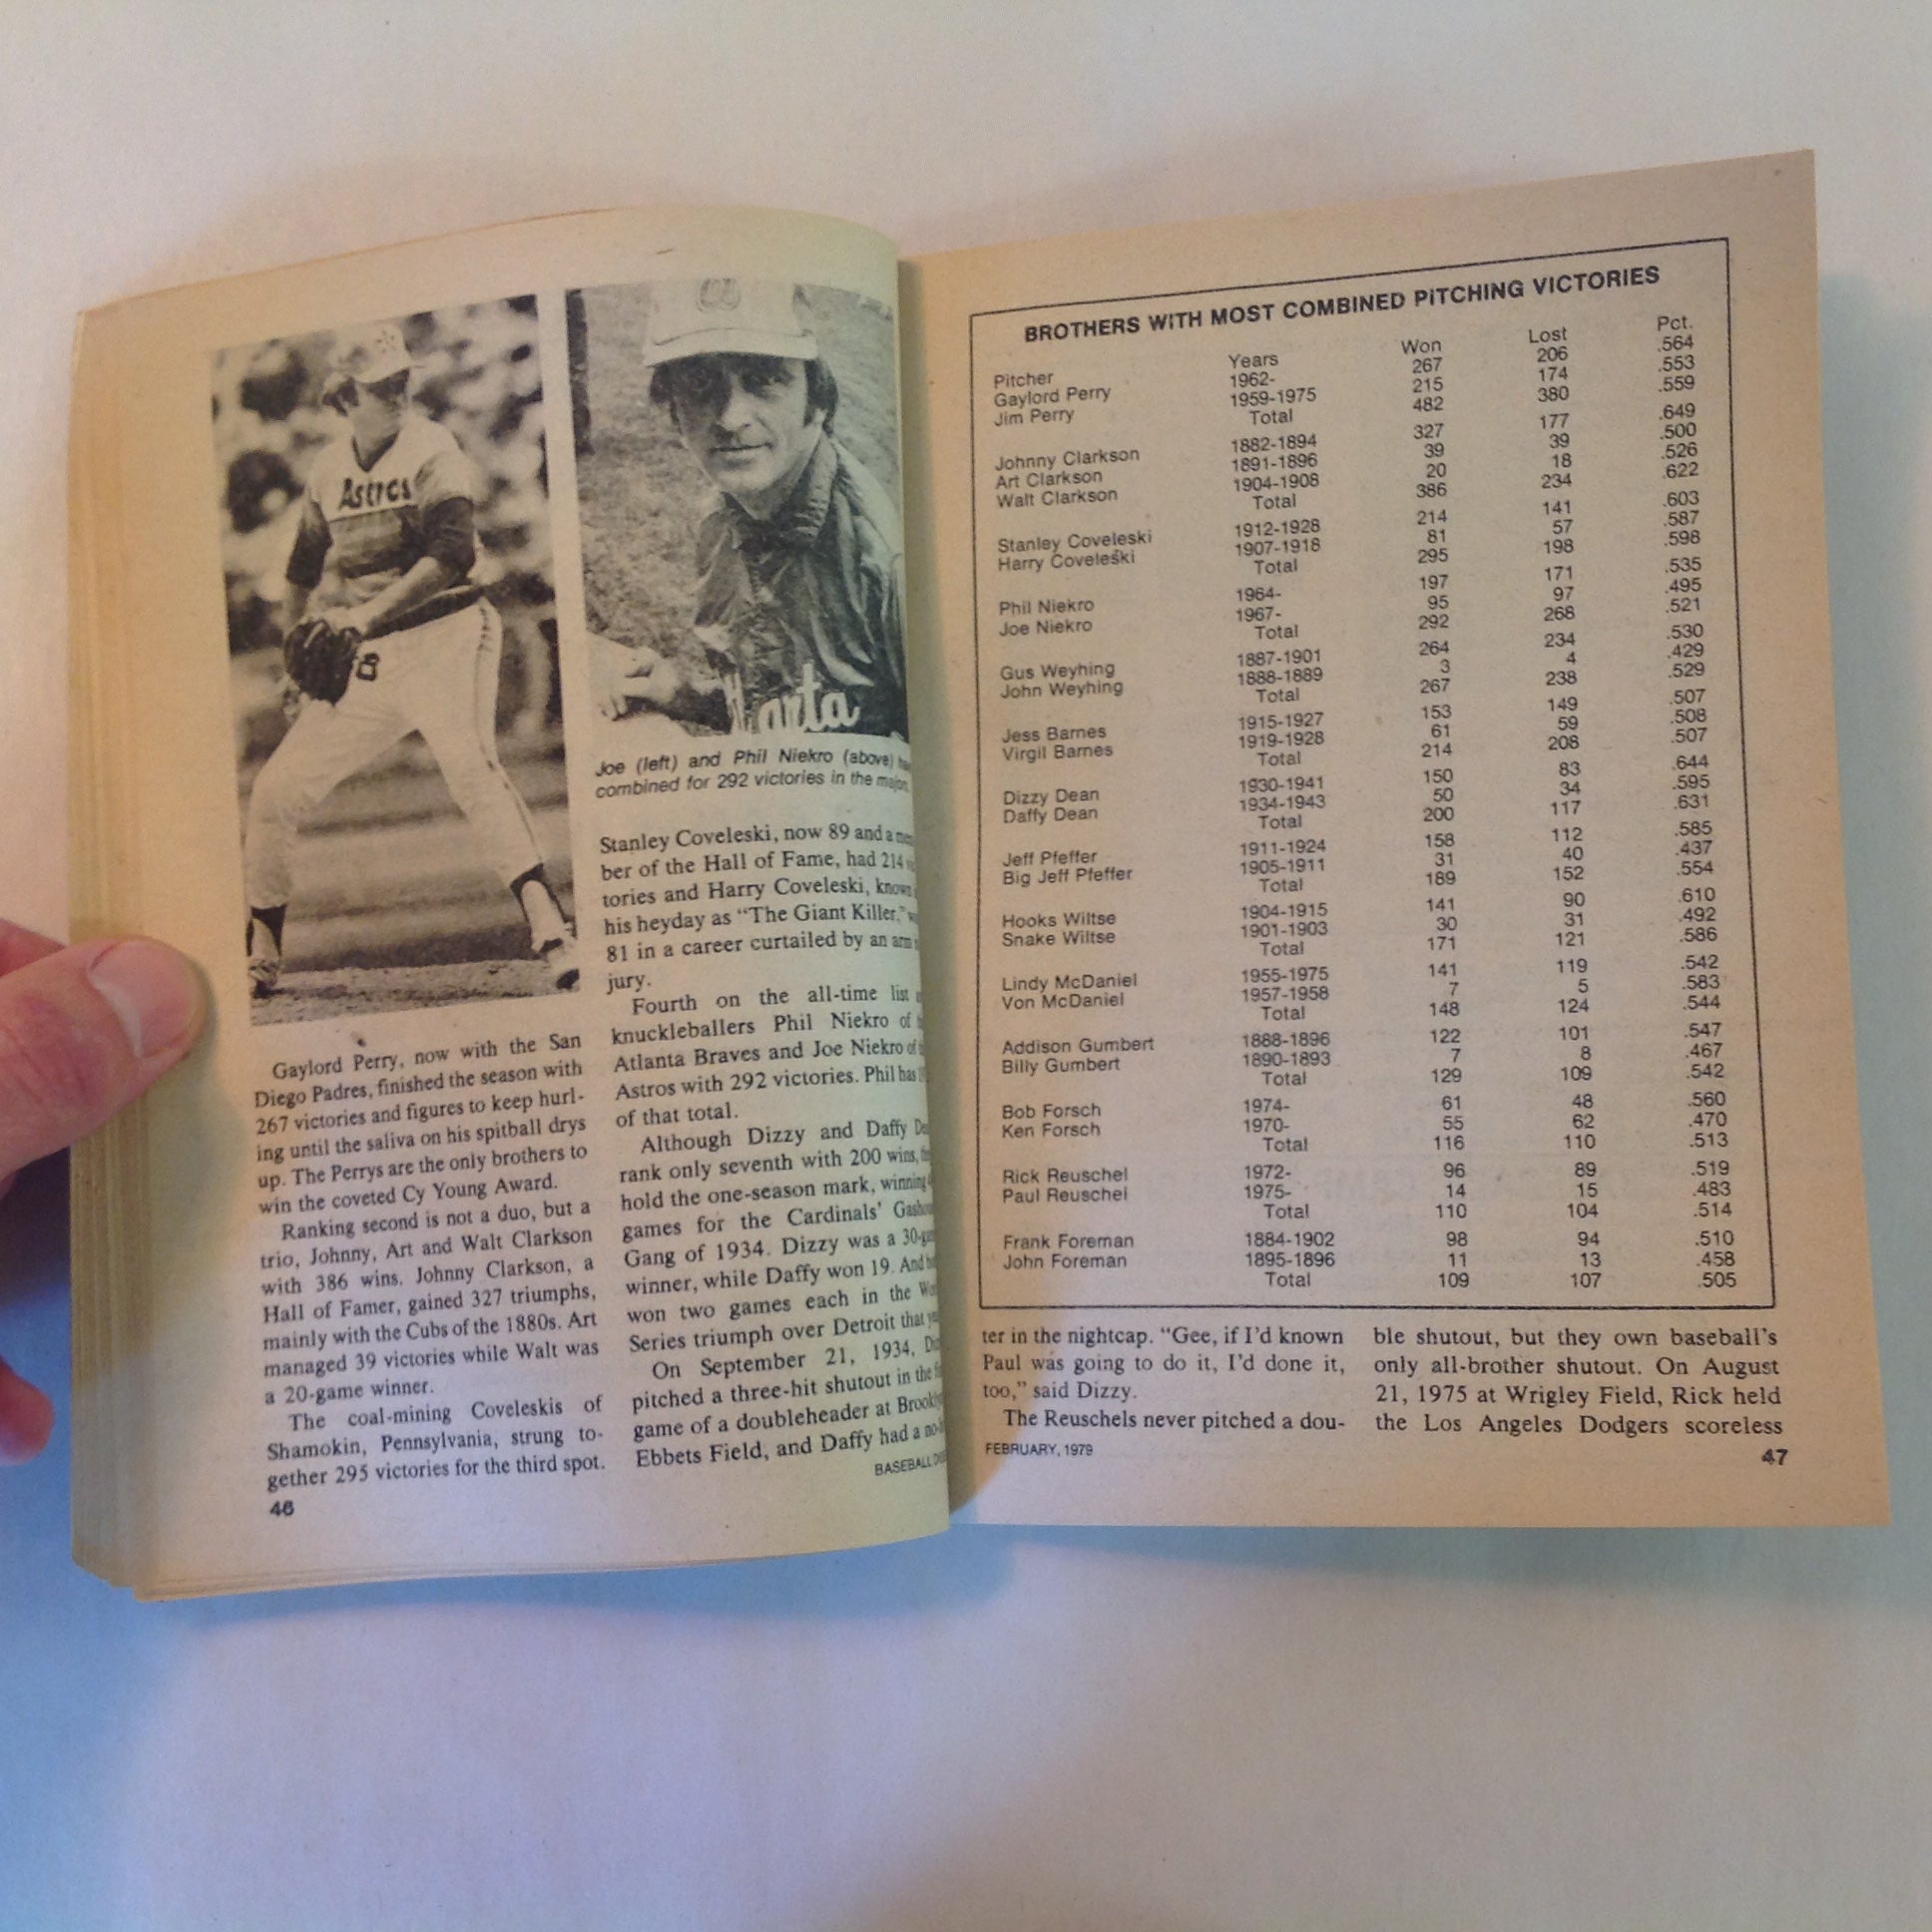 Astros
8
Joe (left) and Phil Niekro (above)
combined for 292 victories in the
Gaylord Perry, now with the San
Diego Padres, finished the season with
267 victories and figures to keep hurl-
ing until the saliva on his spitball drys
up. The Perrys are the only brothers to
win the coveted Cy Young Award.
Ranking second is not a duo, but a
trio, Johnny, Art and Walt Clarkson
with 386 wins. Johnny Clarkson, a
Hall of Famer, gained 327 triumphs,
mainly with the Cubs of the 1880s. Art
managed 39 victories while Walt was
a 20-game winner.
The coal-mining Coveleskis of
Shamokin, Pennsylvania, strung to-
gether 295 victories for the third spot.
46
Stanley Coveleski, now 89 and a
ber of the Hall of Fame, had 214
tories and Harry Coveleski, known
his heyday as "The Giant Killer,"
81 in a career curtailed by an arm
jury.
Fourth on the all-time list
knuckleballers Phil Niekro of
Atlanta Braves and Joe Niekro of
Astros with 292 victories. Phil has
of that total.
Although Dizzy and Daffy
rank only seventh with 200 wins,
hold the one-season mark, winning
games for the Cardinals'
Gang of 1934. Dizzy was a
winner, while Daffy won 19. And
won two games each in the
Series triumph over Detroit that
On September 21, 1934,
pitched a three-hit shutout in the
game of a doubleheader at
Ebbets Field, and Daffy had a
BASEBALL
BROTHERS WITH MOST COMBINED PITCHING VICTORIES
Pitcher Years Won Lost Pct.
Gaylord Perry 1962- 267 206 .564
Jim Perry 1959-1975 215 174 .553
Total 482 380 .559
Johnny Clarkson 1882-1894 327 177 .649
Art Clarkson 1891-1896 39 39 .500
Walt Clarkson 1904-1908 20 18 .526
Total 386 234 .622
Stanley Coveleski 1912-1928 214 141 .603
Harry Coveleski 1907-1918 81 57 .587
Total 295 198 .598
Phil Niekro 1964- 197 171 .535
Joe Niekro 1967- 95 97 .495
Total 292 268 .521
Gus Weyhing 1887-1901 264 234 .530
John Weyhing 1888-1889 3 4 .429
Total 267 238 .529
Jess Barnes 1915-1927 153 149 .507
Virgil Barnes 1919-1928 61 59 .508
Total 214 208 .507
Dizzy Dean 1930-1941 150 83 .644
Daffy Dean 1934-1943 50 34 .595
Total 200 117 .631
Jeff Pfeffer 1911-1924 158 112 .585
Big Jeff Pfeffer 1905-1911 31 40 .437
Total 189 152 .554
Hooks Wiltse 1904-1915 141 90 .610
Snake Wiltse 1901-1903 30 31 .492
Total 171 121 .586
Lindy McDaniel 1955-1975 141 119 .542
Von McDaniel 1957-1958 7 5 .583
Total 148 124 .544
Addison Gumbert 1888-1896 122 101 .547
Billy Gumbert 1890-1893 7 8 .467
Total 129 109 .542
Bob Forsch 1974- 61 48 .560
Ken Forsch 1970- 55 62 .470
Total 116 110 .513
Rick Reuschel 1972- 96 89 .519
Paul Reuschel 1975- 14 15 .483
Total 110 104 .514
Frank Foreman 1884-1902 98 94 .510
John Foreman 1895-1896 11 13 .458
Total 109 107 .505
ter in the nightcap. "Gee, if I'd known
Paul was going to do it, I'd done it,
too," said Dizzy.
The Reuschels never pitched a dou-
FEBRUARY, 1979
ble shutout, but they own baseball's
only all-brother shutout. On August
21, 1975 at Wrigley Field, Rick held
the Los Angeles Dodgers scoreless
47